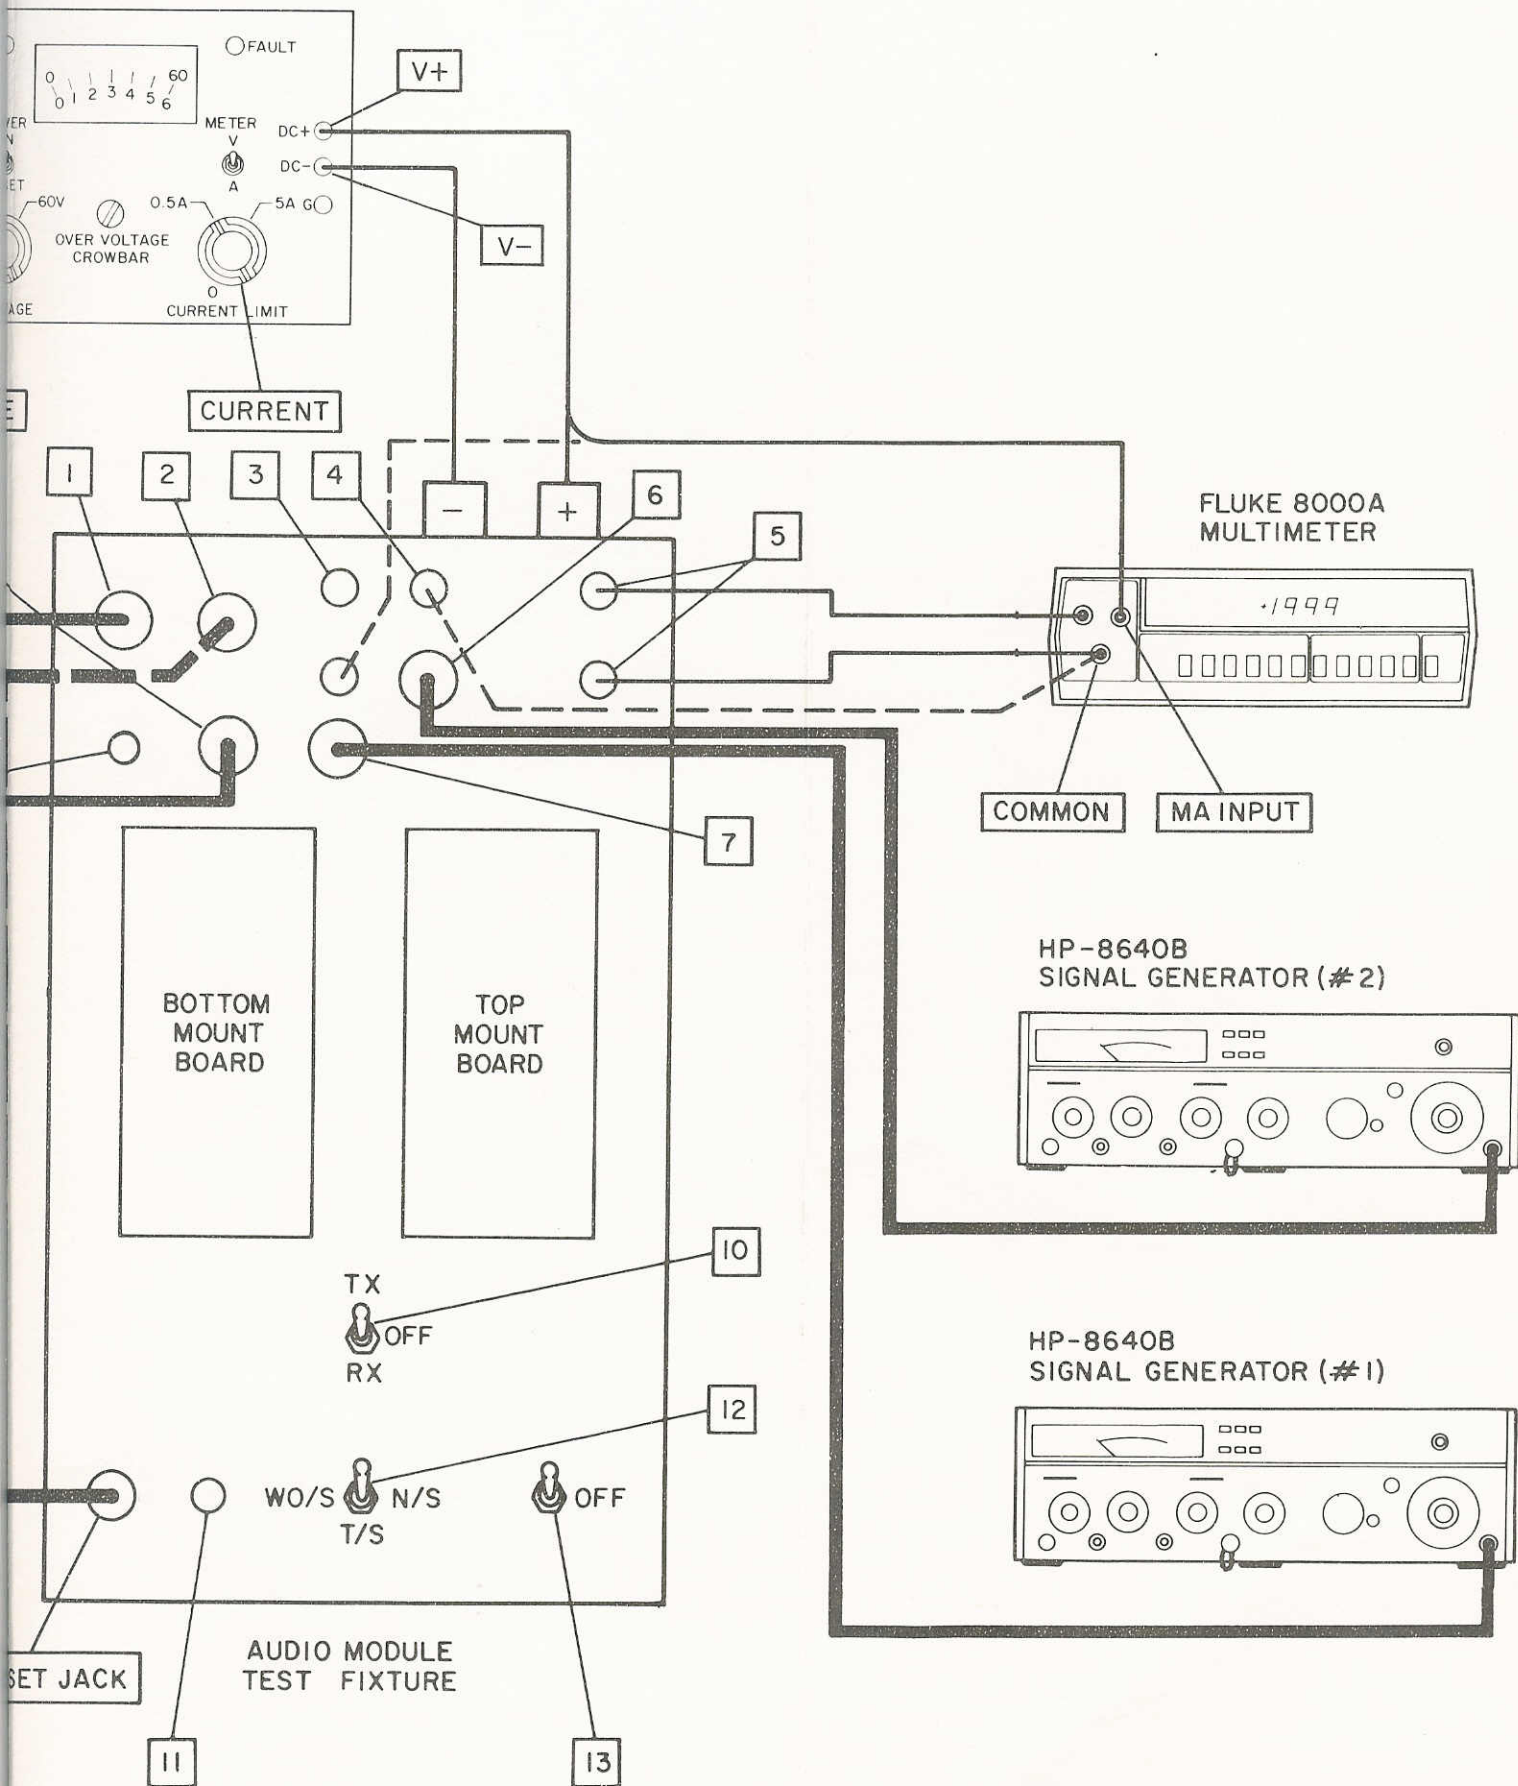 FAULT
V+
0 60
0 1 2 3 4 5 6
METER
V
A
DC+
DC-
60V
0.5A
5A G
OVER VOLTAGE
CROWBAR
V-
0
CURRENT LIMIT
CURRENT
1
2
3
4
-
+
6
5
FLUKE 8000A
MULTIMETER
+1999
COMMON
MA INPUT
7
HP-8640B
SIGNAL GENERATOR (#2)
BOTTOM
MOUNT
BOARD
TOP
MOUNT
BOARD
10
TX
OFF
RX
HP-8640B
SIGNAL GENERATOR (#1)
12
WO/S
N/S
T/S
OFF
SET JACK
AUDIO MODULE
TEST FIXTURE
11
13